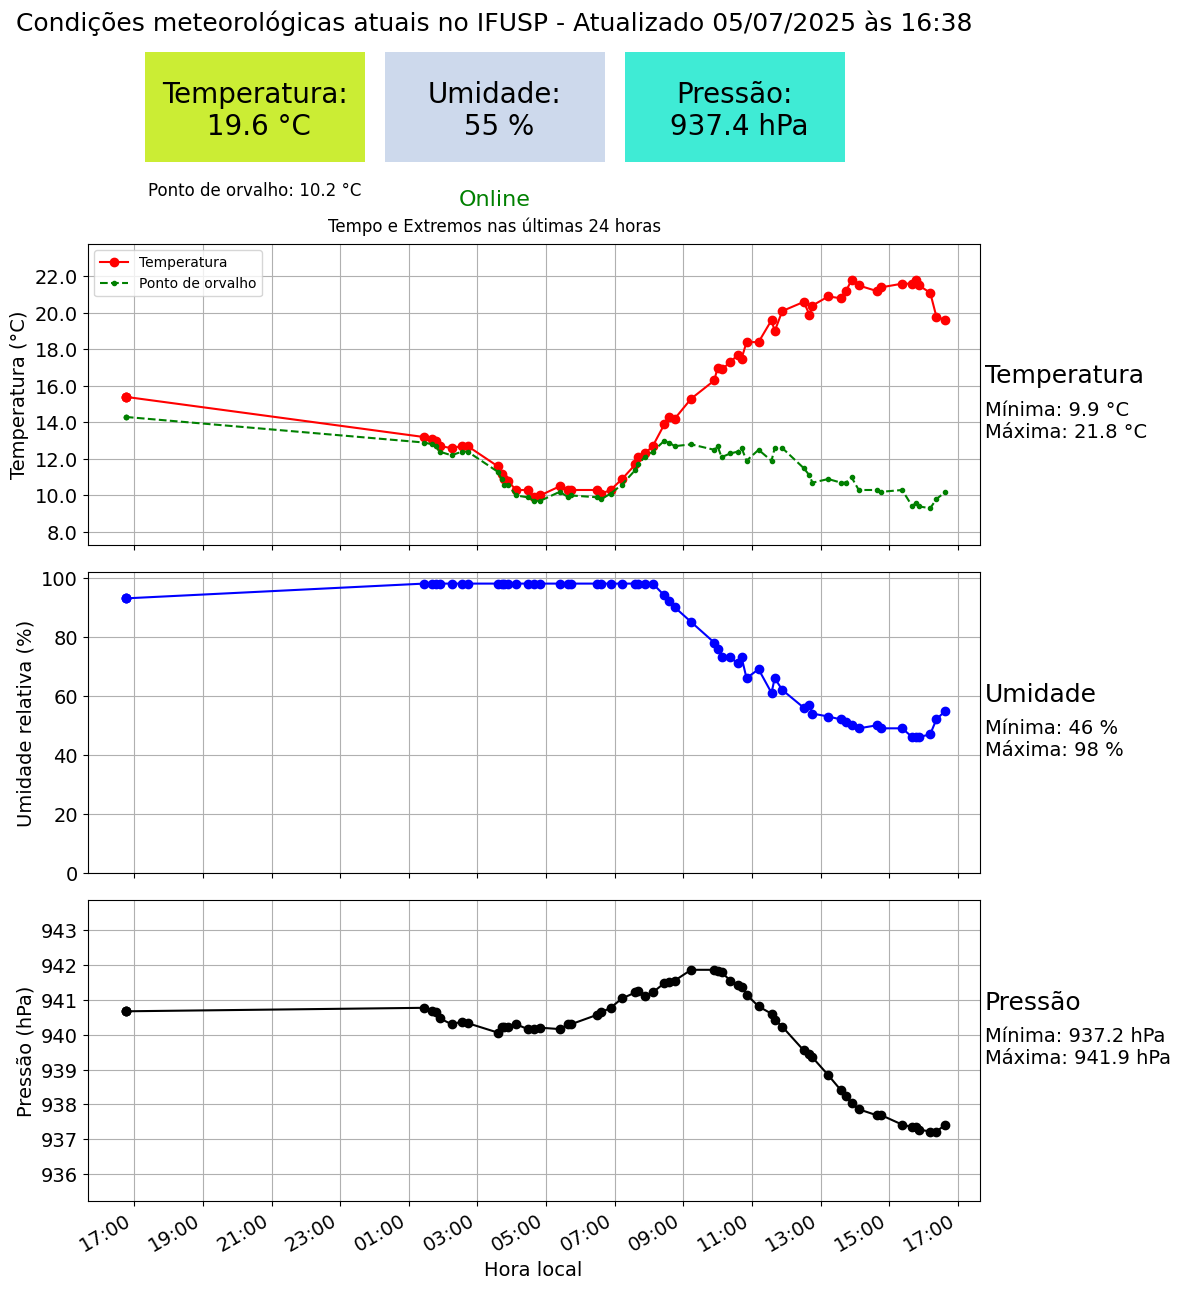 Condições meteorológicas atuais no IFUSP - Atualizado 05/07/2025 às 16:38
Temperatura:
19.6 °C
Umidade:
55 %
Pressão:
937.4 hPa
Ponto de orvalho: 10.2 °C
Online
Tempo e Extremos nas últimas 24 horas
Temperatura
Ponto de orvalho
Temperatura (°C)
22.0
20.0
18.0
16.0
14.0
12.0
10.0
8.0
Temperatura
Mínima: 9.9 °C
Máxima: 21.8 °C
Umidade relativa (%)
100
80
60
40
20
0
Umidade
Mínima: 46 %
Máxima: 98 %
Pressão (hPa)
943
942
941
940
939
938
937
936
Pressão
Mínima: 937.2 hPa
Máxima: 941.9 hPa
17:00
19:00
21:00
23:00
01:00
03:00
05:00
07:00
09:00
11:00
13:00
15:00
17:00
Hora local